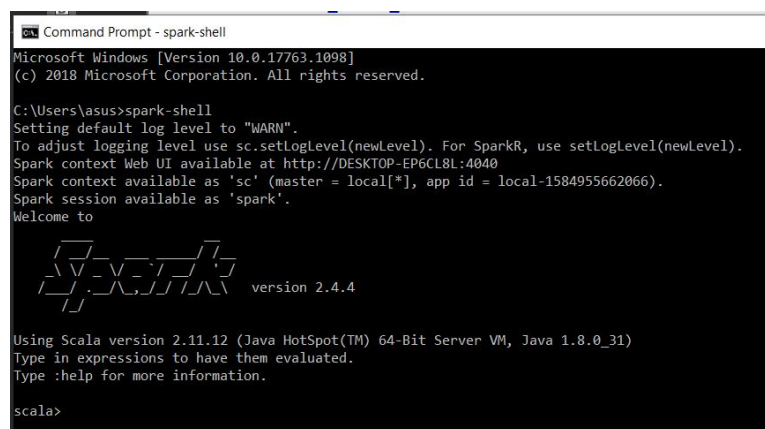 Command Prompt - spark-shell
Microsoft Windows [Version 10.0.17763.1098]
(c) 2018 Microsoft Corporation. All rights reserved.
C:\Users\asus>spark-shell
Setting default log level to "WARN".
To adjust logging level use sc.setLogLevel(newLevel). For SparkR, use setLogLevel(newLevel).
Spark context Web UI available at http://DESKTOP-EP6CL8L:4040
Spark context available as 'sc' (master = local[*], app id = local-1584955662066).
Spark session available as 'spark'.
Welcome to
Spark version 2.4.4
Using Scala version 2.11.12 (Java HotSpot(TM) 64-Bit Server VM, Java 1.8.0_31)
Type in expressions to have them evaluated.
Type :help for more information.
scala>